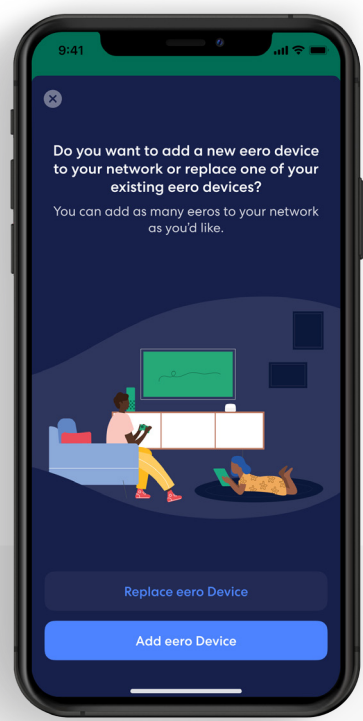 9:41
Do you want to add a new eero device
to your network or replace one of your
existing eero devices?
You can add as many eeros to your network
as you’d like.
Replace eero Device
Add eero Device